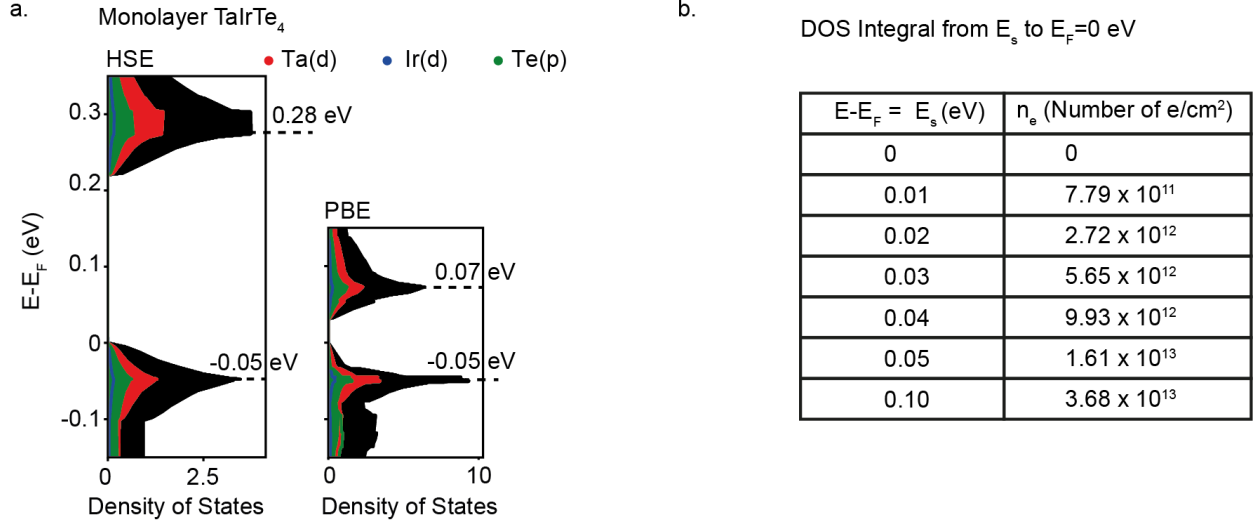 a.
Monolayer TaIrTe₄
HSE
Ta(d)
Ir(d)
Te(p)
0.3
0.2
0.1
0
-0.1
E-E_F (eV)
0.28 eV
-0.05 eV
0
2.5
Density of States
PBE
0.07 eV
-0.05 eV
0
10
Density of States
b.
DOS Integral from Eₛ to E_F=0 eV
E-E_F = Eₛ (eV) nₑ (Number of e/cm²)
0 0
0.01 7.79 x 10¹¹
0.02 2.72 x 10¹²
0.03 5.65 x 10¹²
0.04 9.93 x 10¹²
0.05 1.61 x 10¹³
0.10 3.68 x 10¹³